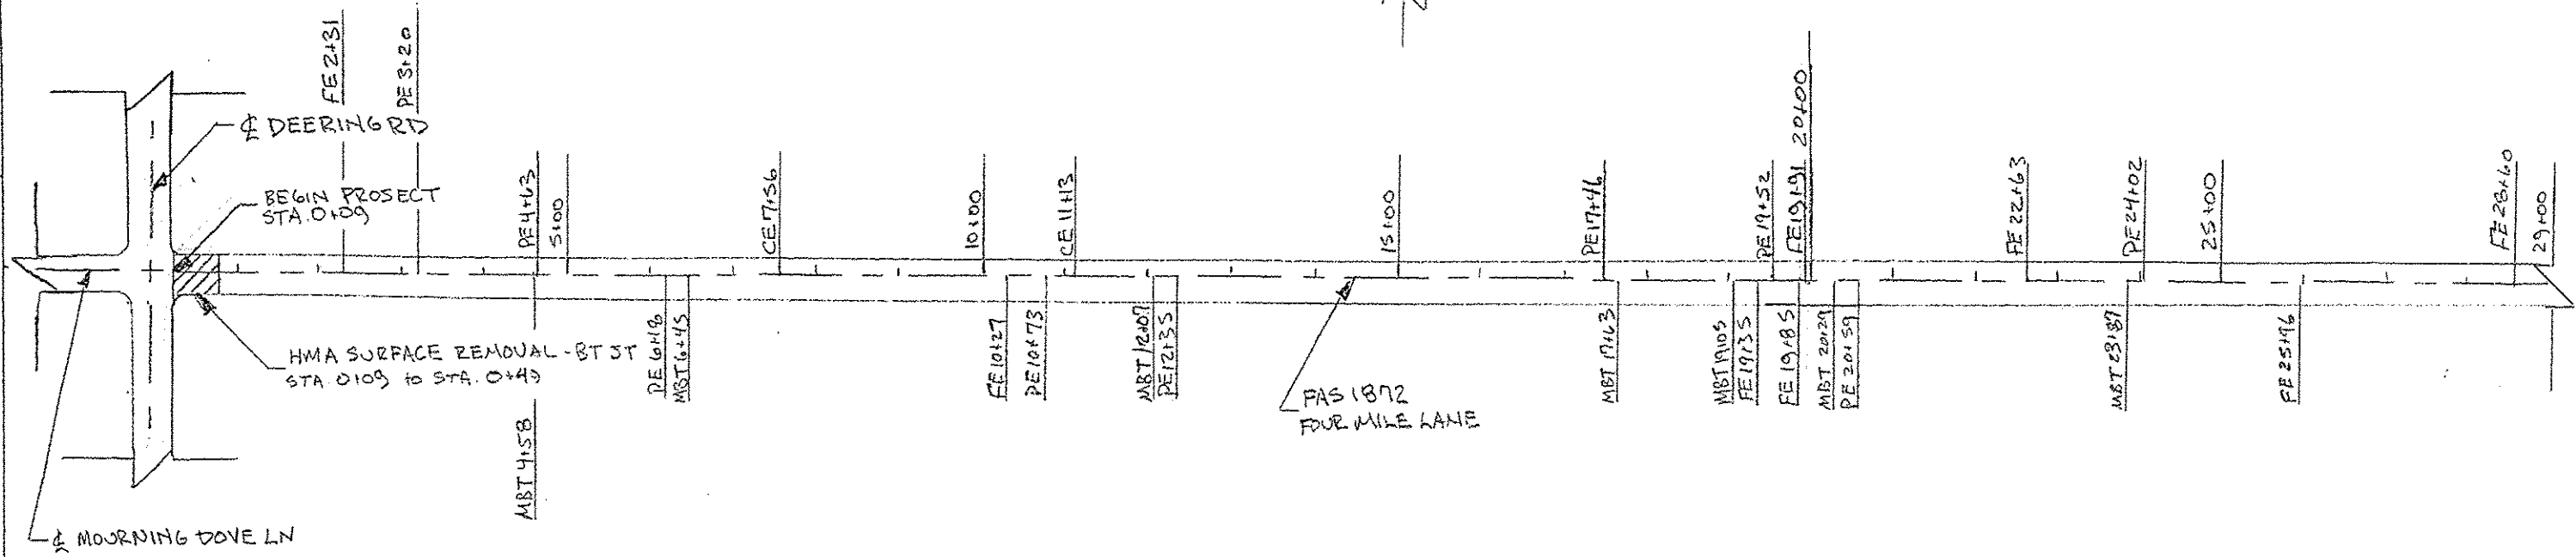 FE 2+31
PE 3+20
℄ DEERING RD
BEGIN PROJECT
STA. 0+09
HMA SURFACE REMOVAL - BT JT
STA. 0+09 to STA. 0+49
℄ MOURNING DOVE LN
PE 4+63
5+00
MBT 4+58
PE 6+18
MBT 6+45
CE 7+56
10+00
FE 10+27
PE 10+73
CE 11+13
MBT 12+07
PE 12+35
15+00
FAS 1872
FOUR MILE LANE
PE 17+46
MBT 17+63
MBT 19+05
FE 19+35
PE 19+52
FE 19+85
FE 19+91
20+00
MBT 20+29
PE 20+59
FE 22+63
MBT 23+87
PE 24+02
25+00
FE 25+96
FE 28+60
29+00